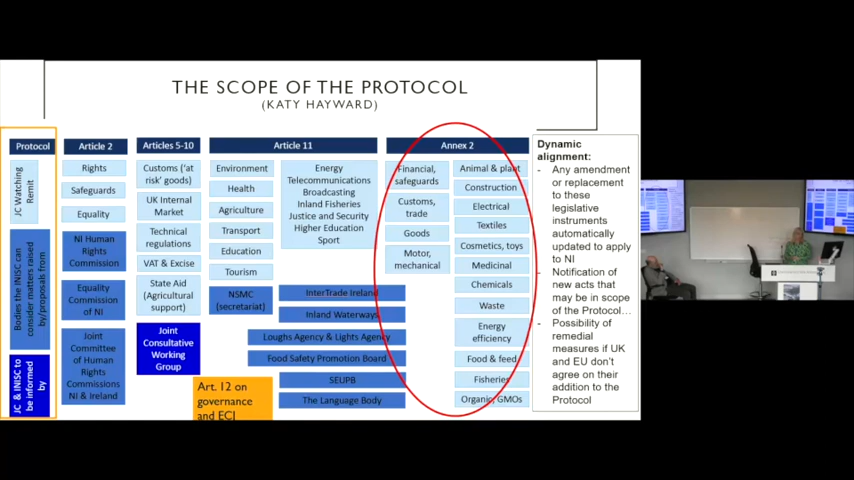 THE SCOPE OF THE PROTOCOL
(KATY HAYWARD)
Protocol
JC Watching
Remit
Bodies the INISC can
consider matters raised
by/proposals from
JC & INISC to
be informed
by
Article 2
Rights
Safeguards
Equality
NI Human
Rights
Commission
Equality
Commission
of NI
Joint
Committee of
Human
Rights
Commissions
NI & Ireland
Articles 5-10
Customs ('at
risk' goods)
UK Internal
Market
Technical
regulations
VAT & Excise
State Aid
(Agricultural
support)
Joint
Consultative
Working
Group
Article 11
Environment
Health
Agriculture
Transport
Education
Tourism
NSMC
(secretariat)
Energy
Telecommunications
Broadcasting
Inland Fisheries
Justice and Security
Higher Education
Sport
InterTrade Ireland
Inland Waterways
Loughs Agency & Lights Agency
Food Safety Promotion Board
SEUPB
The Language Body
Art. 12 on
governance
and ECJ
Annex 2
Financial,
safeguards
Customs,
trade
Goods
Motor,
mechanical
Animal & plant
Construction
Electrical
Textiles
Cosmetics, toys
Medicinal
Chemicals
Waste
Energy
efficiency
Food & feed
Fisheries
Organic, GMOs
Dynamic
alignment:
- Any amendment
or replacement
to these
legislative
instruments
automatically
updated to apply
to NI
- Notification of
new acts that
may be in scope
of the Protocol…
- Possibility of
remedial
measures if UK
and EU don't
agree on their
addition to the
Protocol